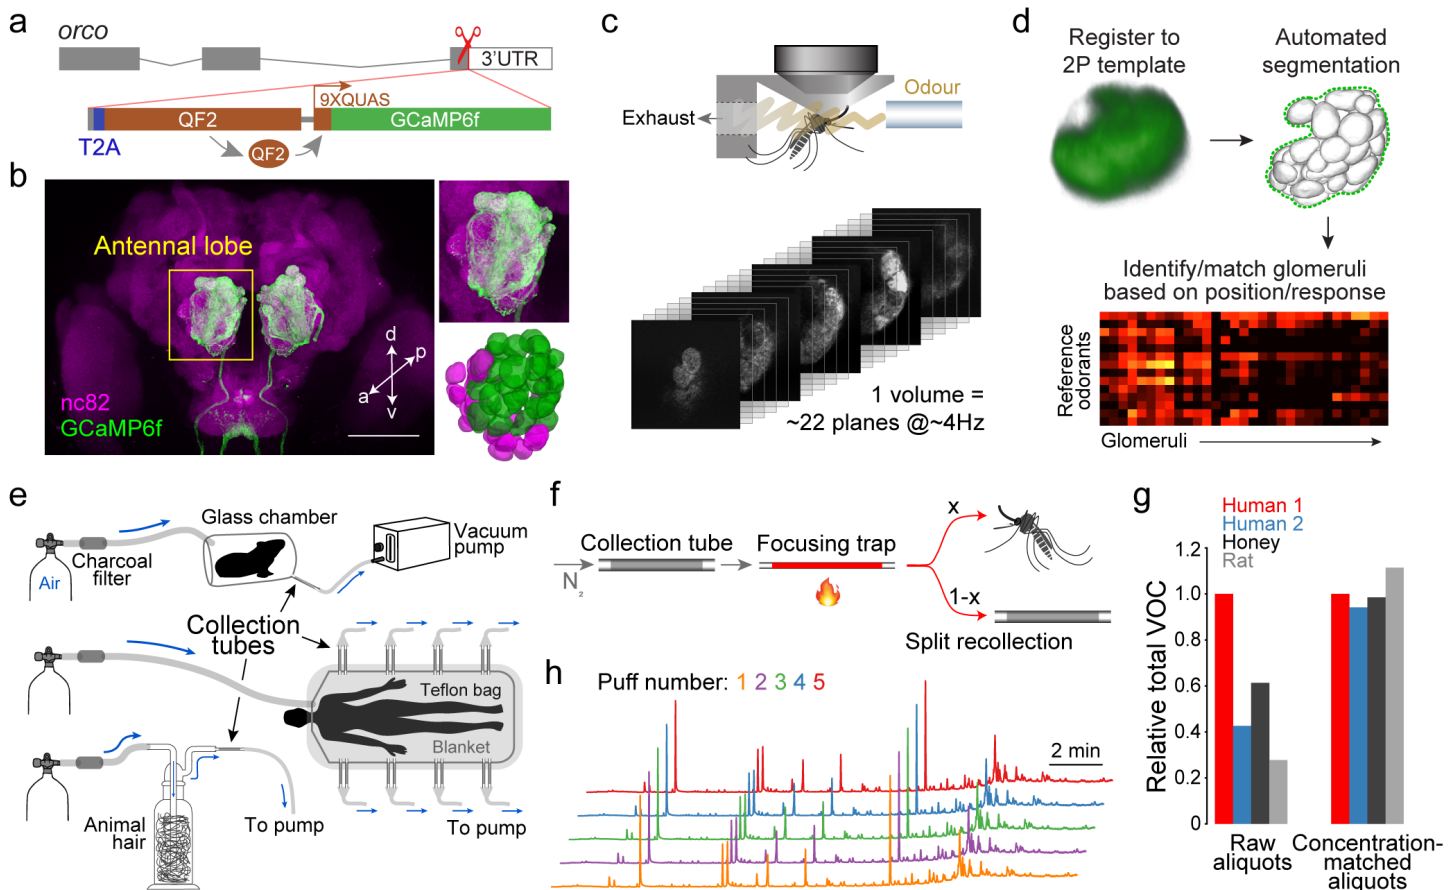 a
orco
3'UTR
9XQUAS
QF2
GCaMP6f
T2A
QF2
b
Antennal lobe
d
p
a
v
nc82
GCaMP6f
c
Odour
Exhaust
1 volume =
~22 planes @~4Hz
d
Register to
2P template
Automated
segmentation
Identify/match glomeruli
based on position/response
Reference
odorants
Glomeruli
e
Glass chamber
Vacuum
pump
Charcoal
filter
Air
Collection
tubes
Teflon bag
Blanket
Animal
hair
To pump
To pump
f
x
Collection tube
Focusing trap
N₂
1-x
Split recollection
g
Human 1
Human 2
Honey
Rat
Relative total VOC
1.2
1.0
0.8
0.6
0.4
0.2
0
Raw
aliquots
Concentration-
matched
aliquots
h
Puff number: 1 2 3 4 5
2 min